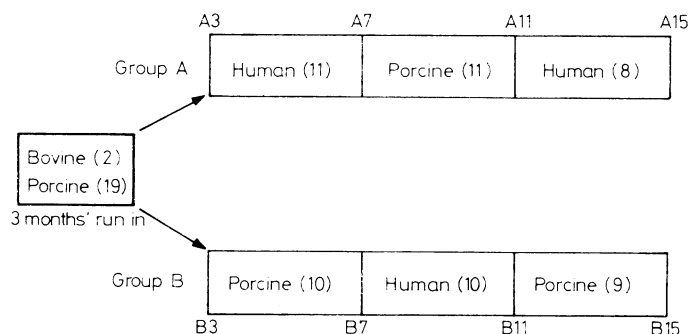 A3 A7 A11 A15
Group A Human (11) Porcine (11) Human (8)
Bovine (2)
Porcine (19)
3 months' run in
Group B Porcine (10) Human (10) Porcine (9)
B3 B7 B11 B15